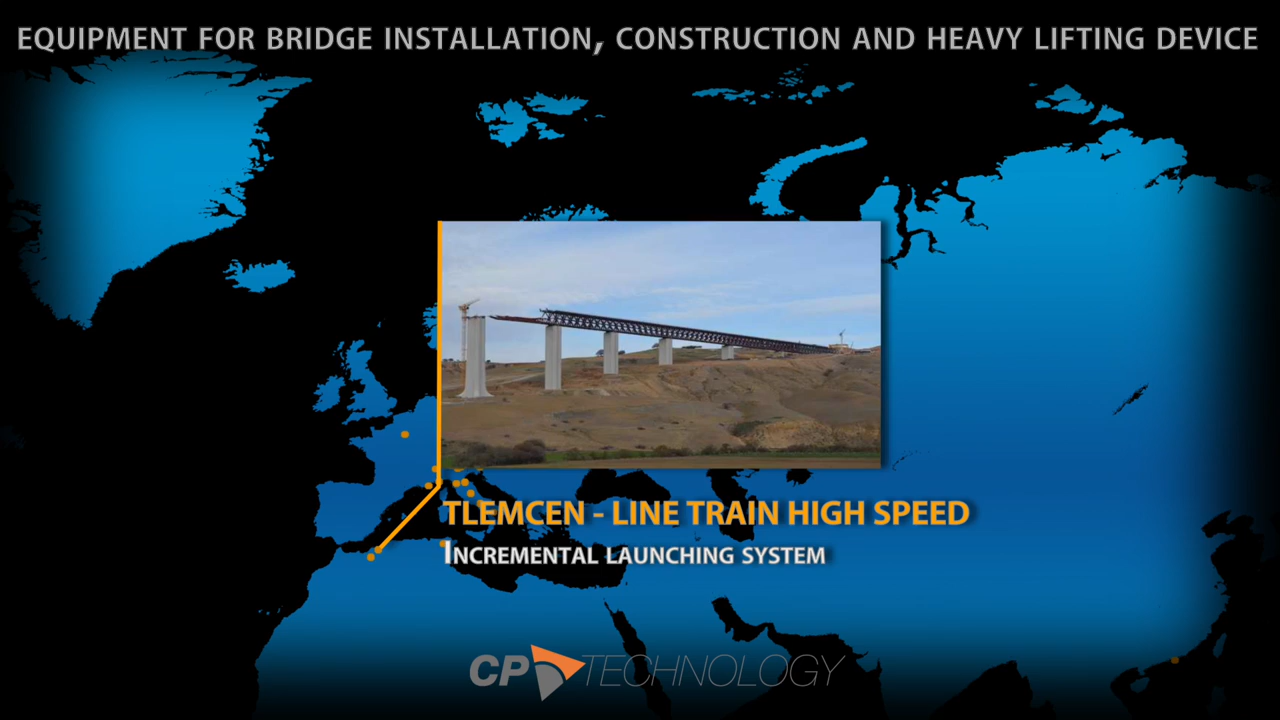 EQUIPMENT FOR BRIDGE INSTALLATION, CONSTRUCTION AND HEAVY LIFTING DEVICE
TLEMCEN - LINE TRAIN HIGH SPEED
INCREMENTAL LAUNCHING SYSTEM
CP TECHNOLOGY